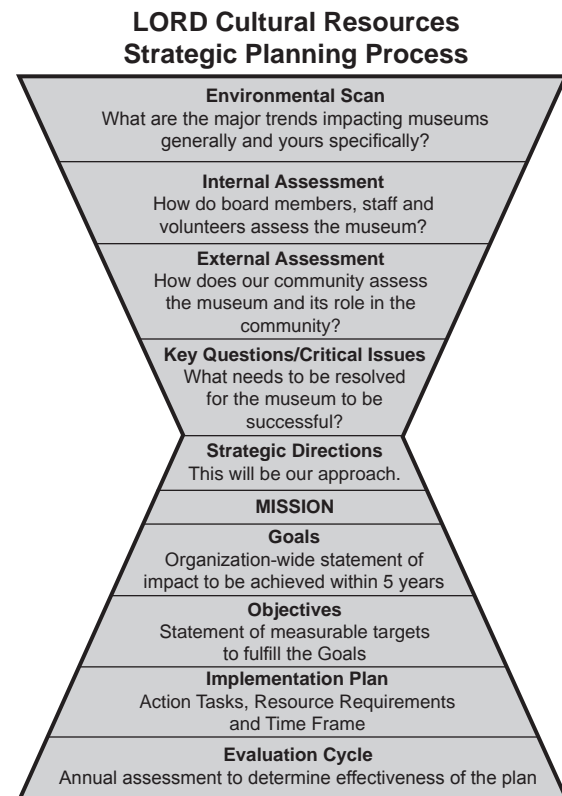 LORD Cultural Resources
Strategic Planning Process
Environmental Scan
What are the major trends impacting museums
generally and yours specifically?
Internal Assessment
How do board members, staff and
volunteers assess the museum?
External Assessment
How does our community assess
the museum and its role in the
community?
Key Questions/Critical Issues
What needs to be resolved
for the museum to be
successful?
Strategic Directions
This will be our approach.
MISSION
Goals
Organization-wide statement of
impact to be achieved within 5 years
Objectives
Statement of measurable targets
to fulfill the Goals
Implementation Plan
Action Tasks, Resource Requirements
and Time Frame
Evaluation Cycle
Annual assessment to determine effectiveness of the plan